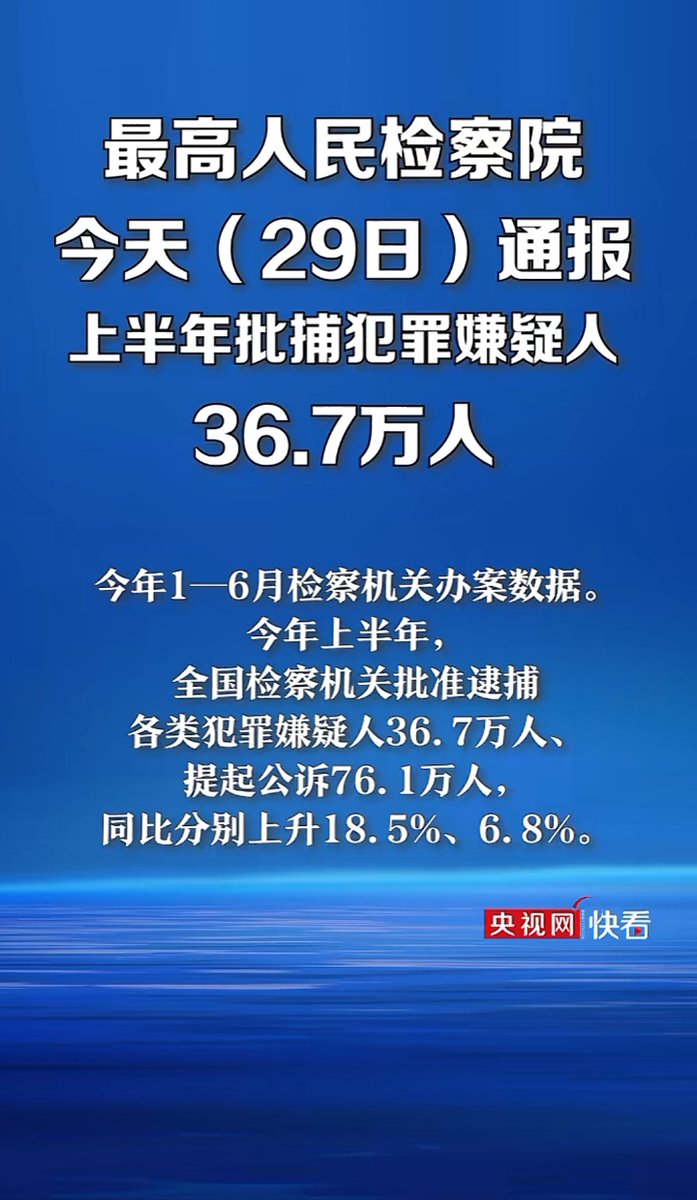 最高人民检察院
今天（29日）通报
上半年批捕犯罪嫌疑人
36.7万人
今年1—6月检察机关办案数据。
今年上半年，
全国检察机关批准逮捕
各类犯罪嫌疑人36.7万人、
提起公诉76.1万人，
同比分别上升18.5%、6.8%。
央视网 快看